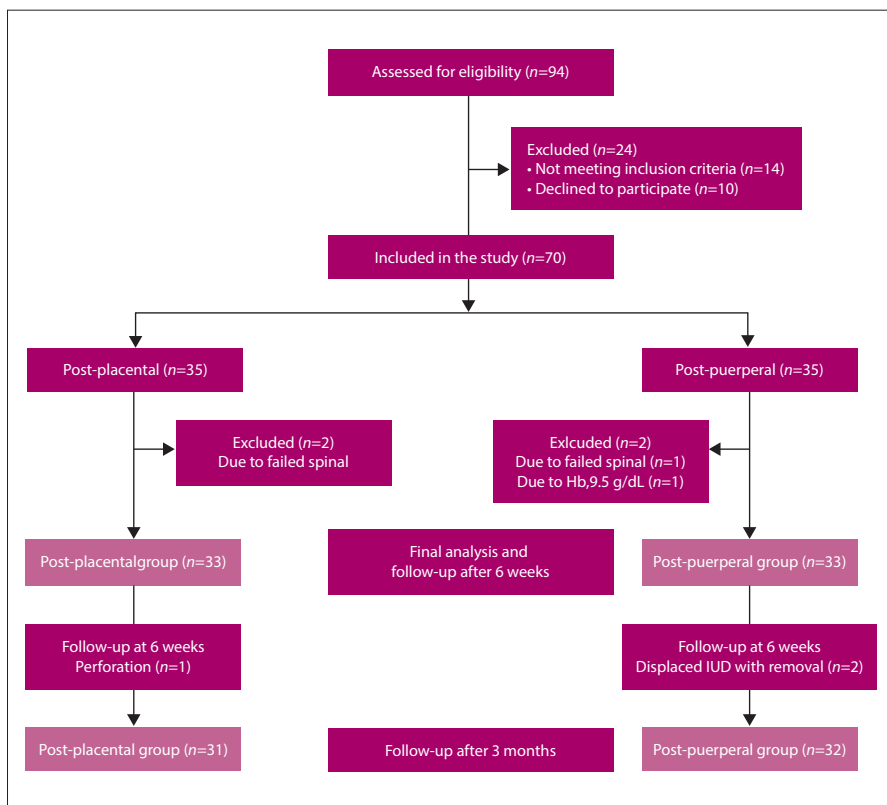 Assessed for eligibility (n=94)
Excluded (n=24)
• Not meeting inclusion criteria (n=14)
• Declined to participate (n=10)
Included in the study (n=70)
Post-placental (n=35)
Post-puerperal (n=35)
Excluded (n=2)
Due to failed spinal
Exlcuded (n=2)
Due to failed spinal (n=1)
Due to Hb,9.5 g/dL (n=1)
Post-placentalgroup (n=33)
Final analysis and
follow-up after 6 weeks
Post-puerperal group (n=33)
Follow-up at 6 weeks
Perforation (n=1)
Follow-up at 6 weeks
Displaced IUD with removal (n=2)
Post-placental group (n=31)
Follow-up after 3 months
Post-puerperal group (n=32)